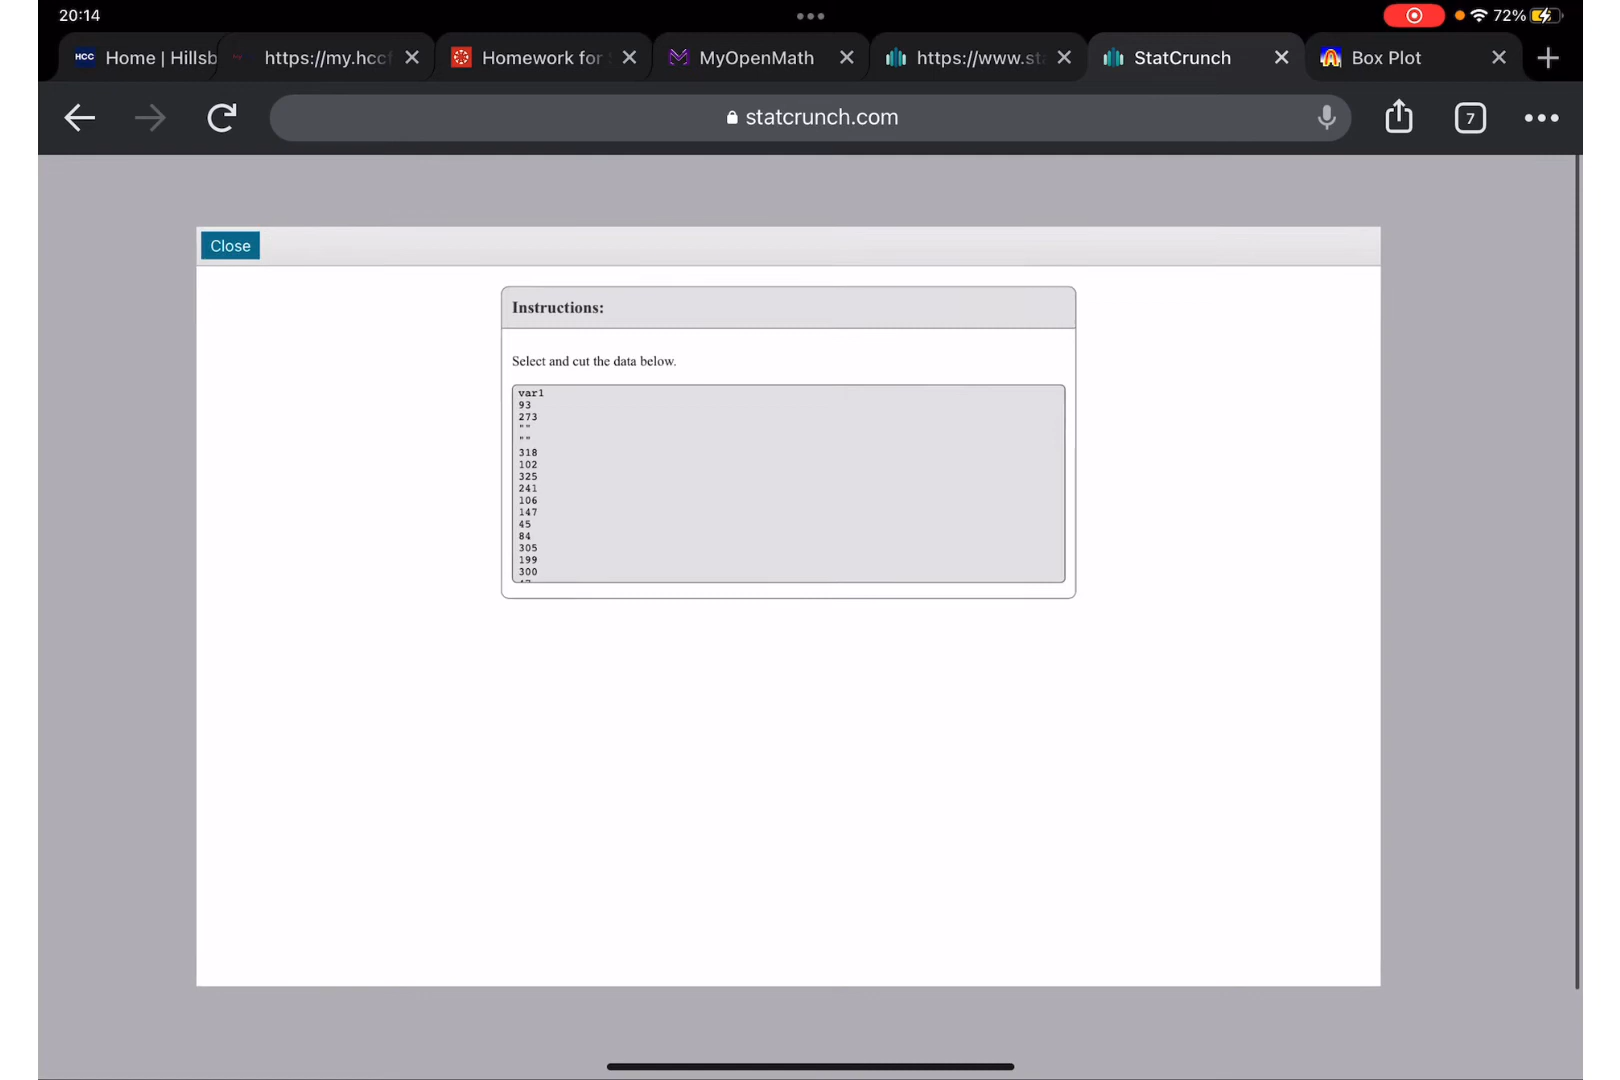 20:14
72%
HCC Home | Hillsb
https://my.hcc
Homework for
MyOpenMath
https://www.st
StatCrunch
Box Plot
statcrunch.com
7
Close
Instructions:
Select and cut the data below.
var1
93
273
""
""
318
102
325
241
106
147
45
84
305
199
300